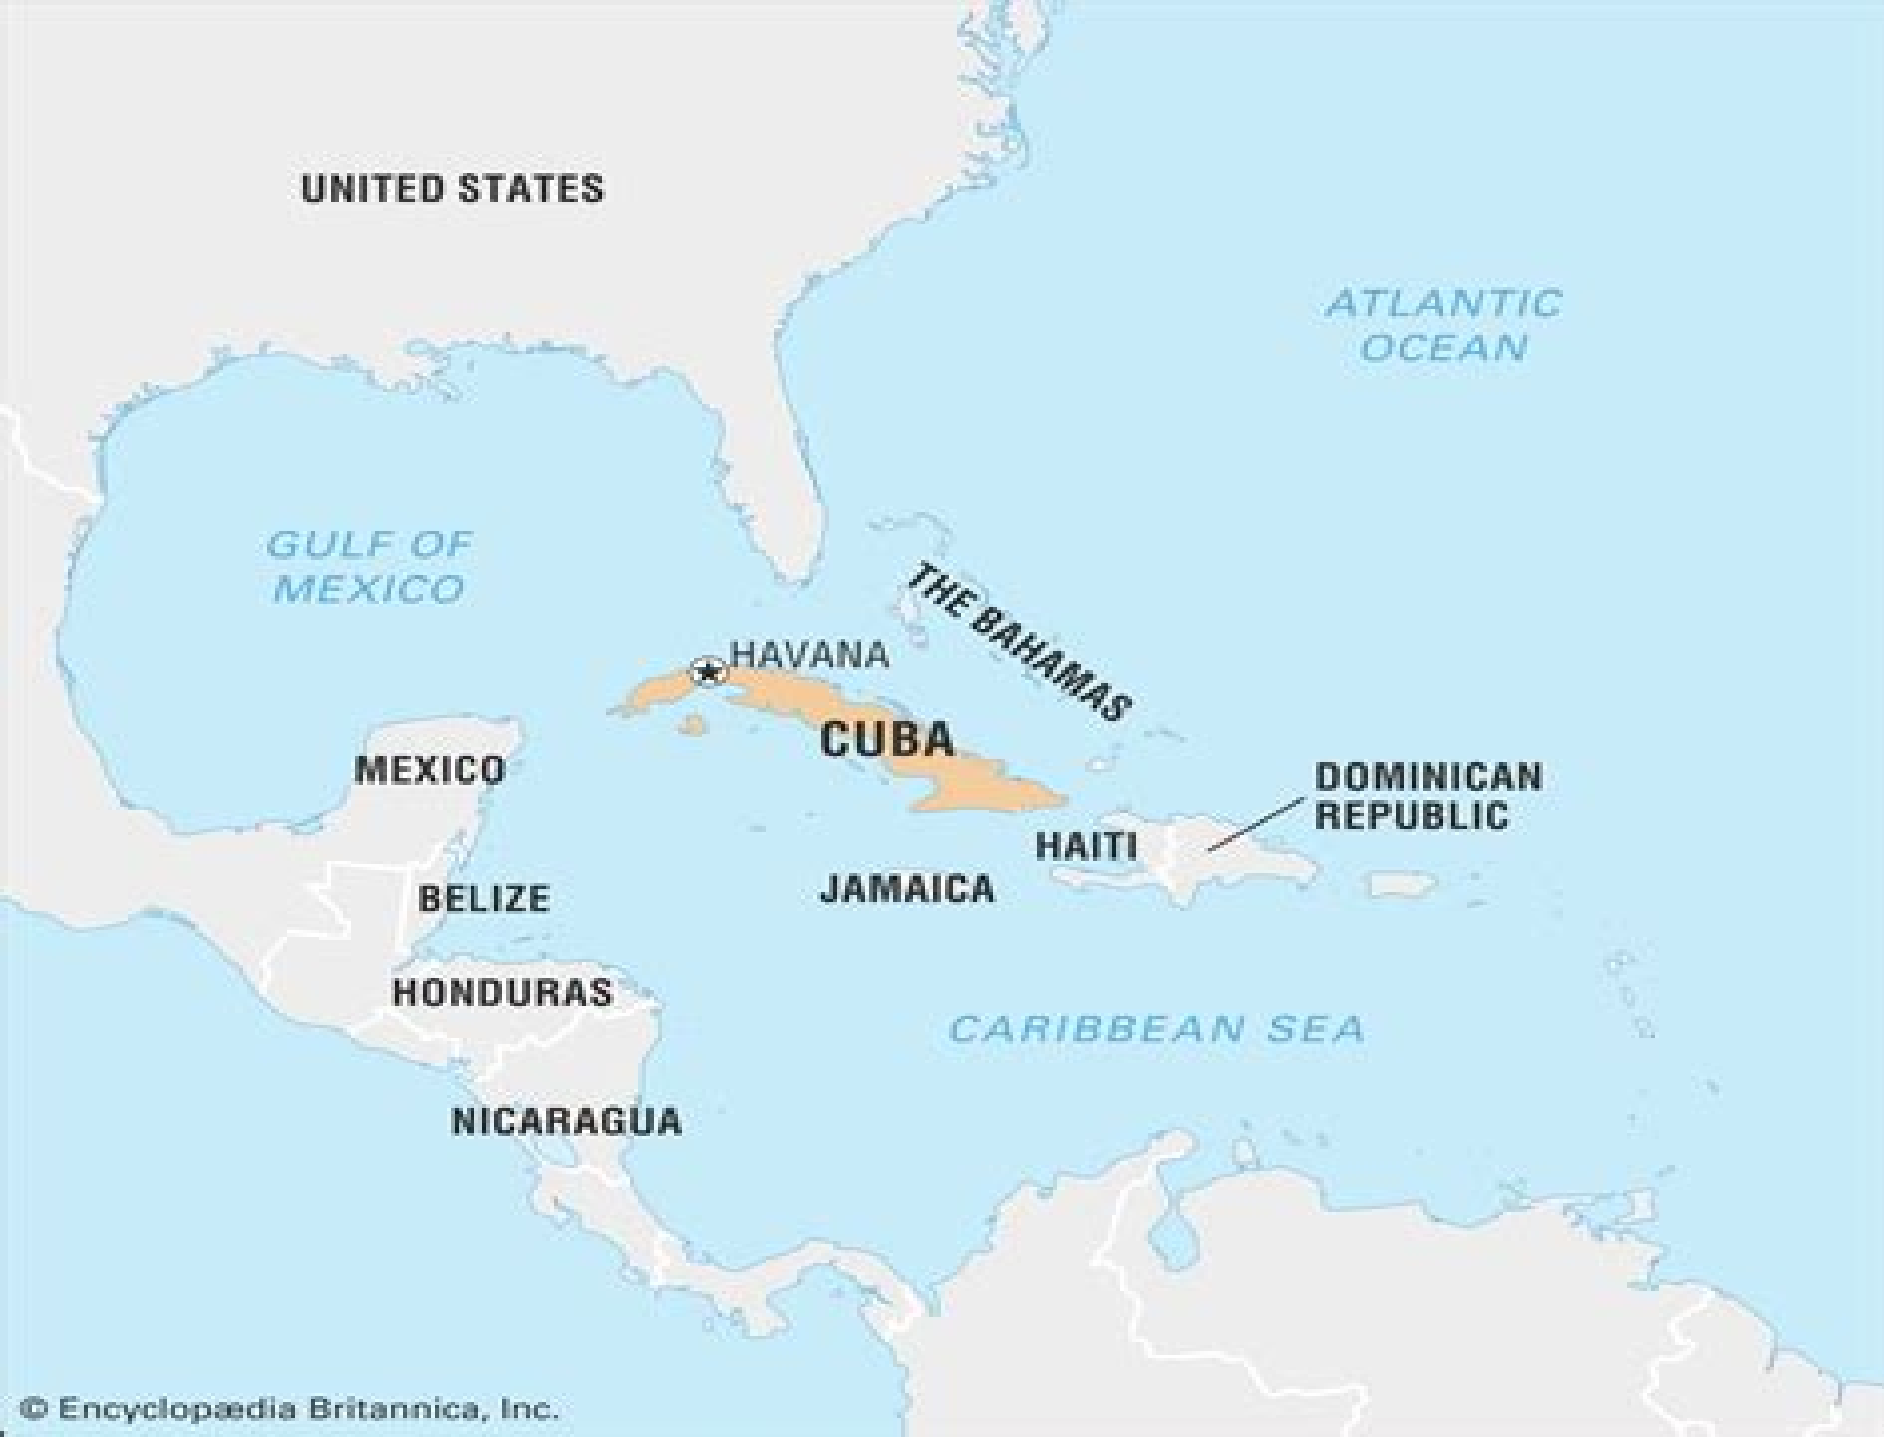 UNITED STATES
ATLANTIC
OCEAN
GULF OF
MEXICO
THE BAHAMAS
HAVANA
CUBA
MEXICO
DOMINICAN
REPUBLIC
HAITI
JAMAICA
BELIZE
HONDURAS
CARIBBEAN SEA
NICARAGUA
© Encyclopædia Britannica, Inc.